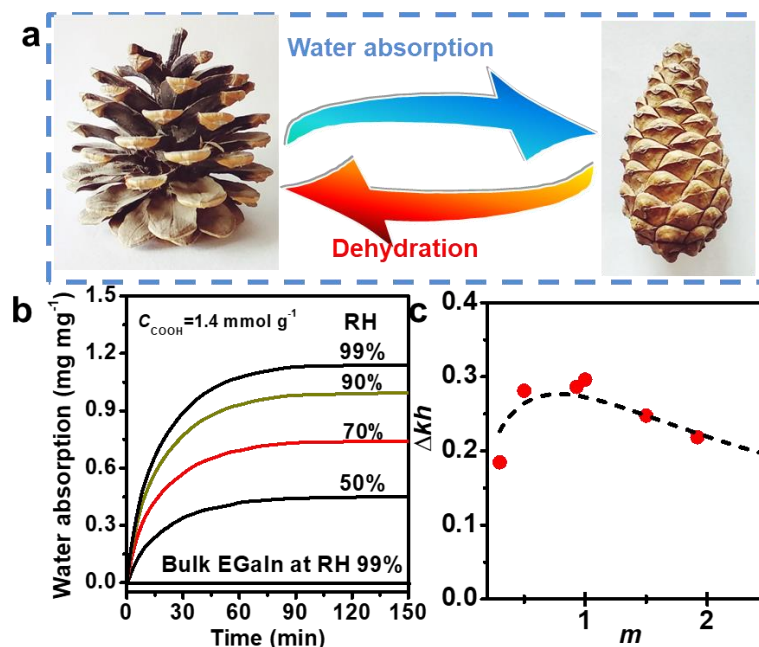 a
Water absorption
Dehydration
b
1.5
1.2
0.9
0.6
0.3
0.0
Water absorption (mg mg⁻¹)
C_COOH=1.4 mmol g⁻¹
RH
99%
90%
70%
50%
Bulk EGaIn at RH 99%
0 30 60 90 120 150
Time (min)
c
0.4
0.3
0.2
0.1
0.0
Δkh
1 2
m